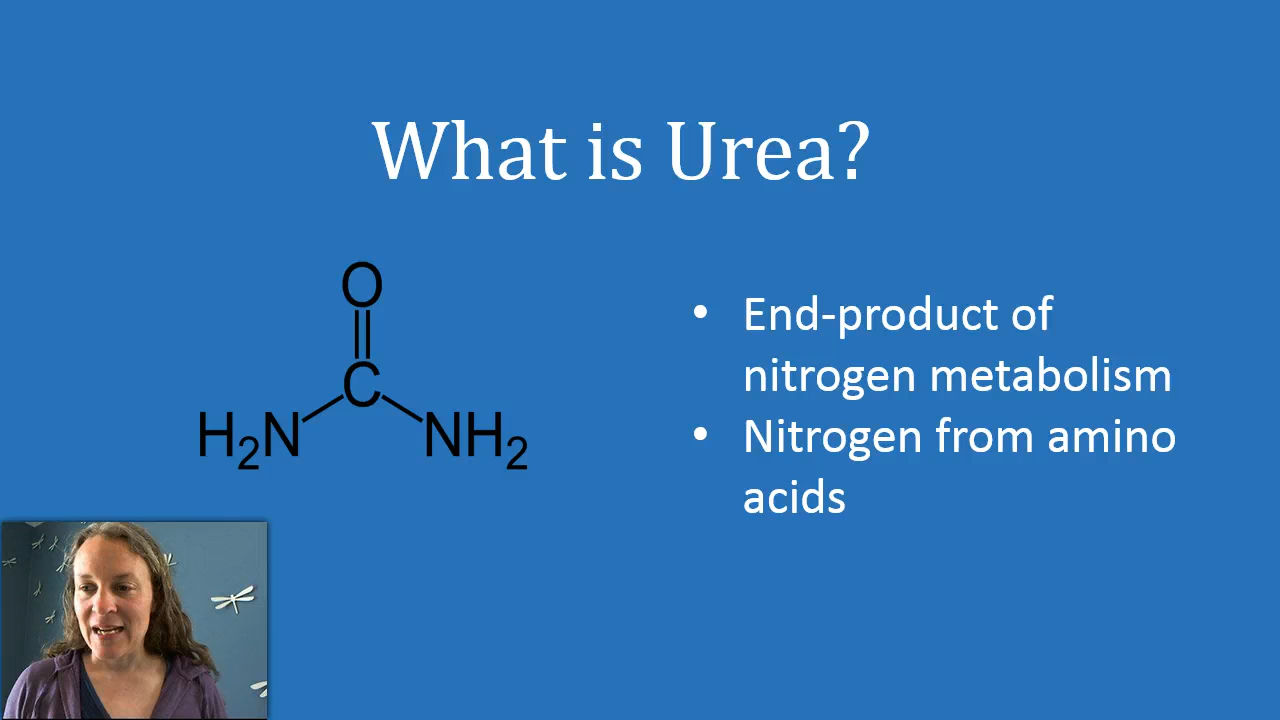 What is Urea?
O
C
H₂N NH₂
• End-product of
nitrogen metabolism
• Nitrogen from amino
acids